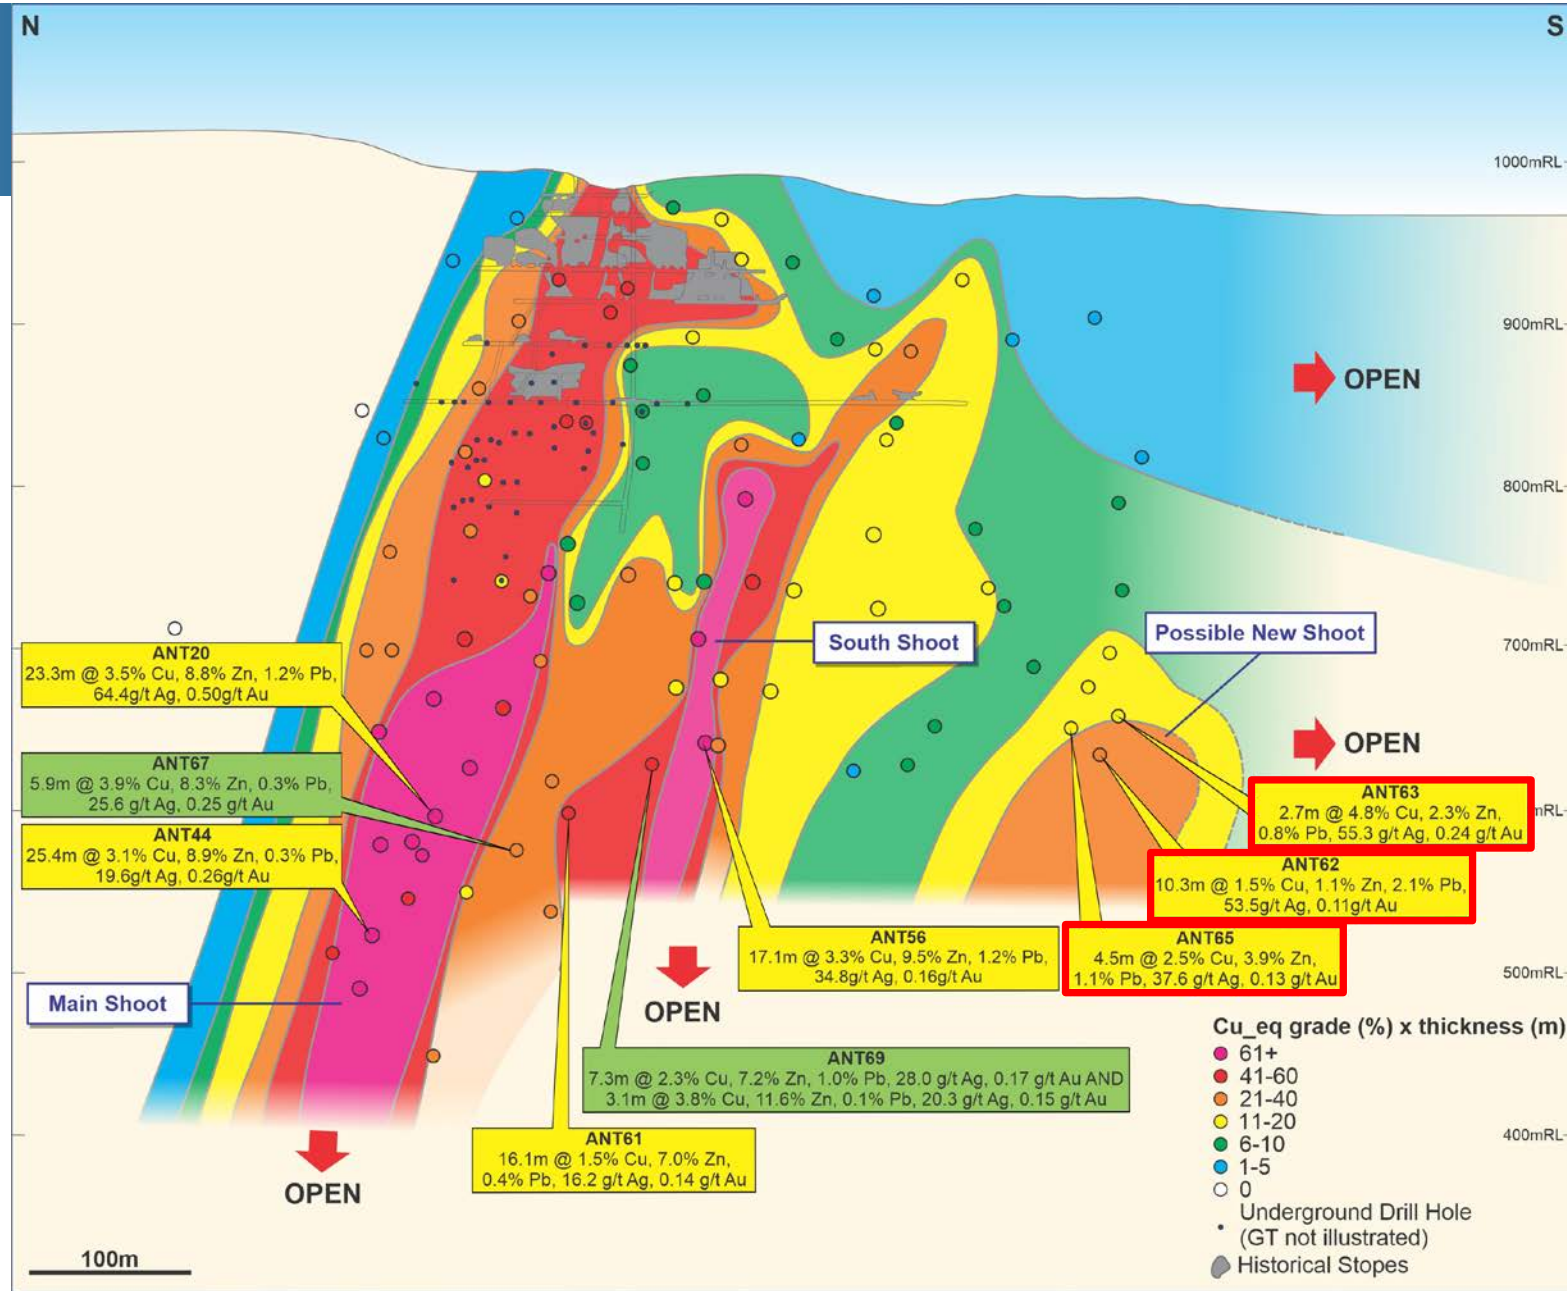 N
S
1000mRL
900mRL
OPEN
800mRL
South Shoot
Possible New Shoot
700mRL
ANT20
23.3m @ 3.5% Cu, 8.8% Zn, 1.2% Pb,
64.4g/t Ag, 0.50g/t Au
OPEN
ANT67
5.9m @ 3.9% Cu, 8.3% Zn, 0.3% Pb,
25.6 g/t Ag, 0.25 g/t Au
ANT63
2.7m @ 4.8% Cu, 2.3% Zn,
0.8% Pb, 55.3 g/t Ag, 0.24 g/t Au
mRL
ANT44
25.4m @ 3.1% Cu, 8.9% Zn, 0.3% Pb,
19.6g/t Ag, 0.26g/t Au
ANT62
10.3m @ 1.5% Cu, 1.1% Zn, 2.1% Pb,
53.5g/t Ag, 0.11g/t Au
ANT56
17.1m @ 3.3% Cu, 9.5% Zn, 1.2% Pb,
34.8g/t Ag, 0.16g/t Au
ANT65
4.5m @ 2.5% Cu, 3.9% Zn,
1.1% Pb, 37.6 g/t Ag, 0.13 g/t Au
500mRL
Main Shoot
OPEN
ANT69
7.3m @ 2.3% Cu, 7.2% Zn, 1.0% Pb, 28.0 g/t Ag, 0.17 g/t Au AND
3.1m @ 3.8% Cu, 11.6% Zn, 0.1% Pb, 20.3 g/t Ag, 0.15 g/t Au
ANT61
16.1m @ 1.5% Cu, 7.0% Zn,
0.4% Pb, 16.2 g/t Ag, 0.14 g/t Au
400mRL
OPEN
100m
Cu_eq grade (%) x thickness (m)
61+
41-60
21-40
11-20
6-10
1-5
0
Underground Drill Hole
(GT not illustrated)
Historical Stopes